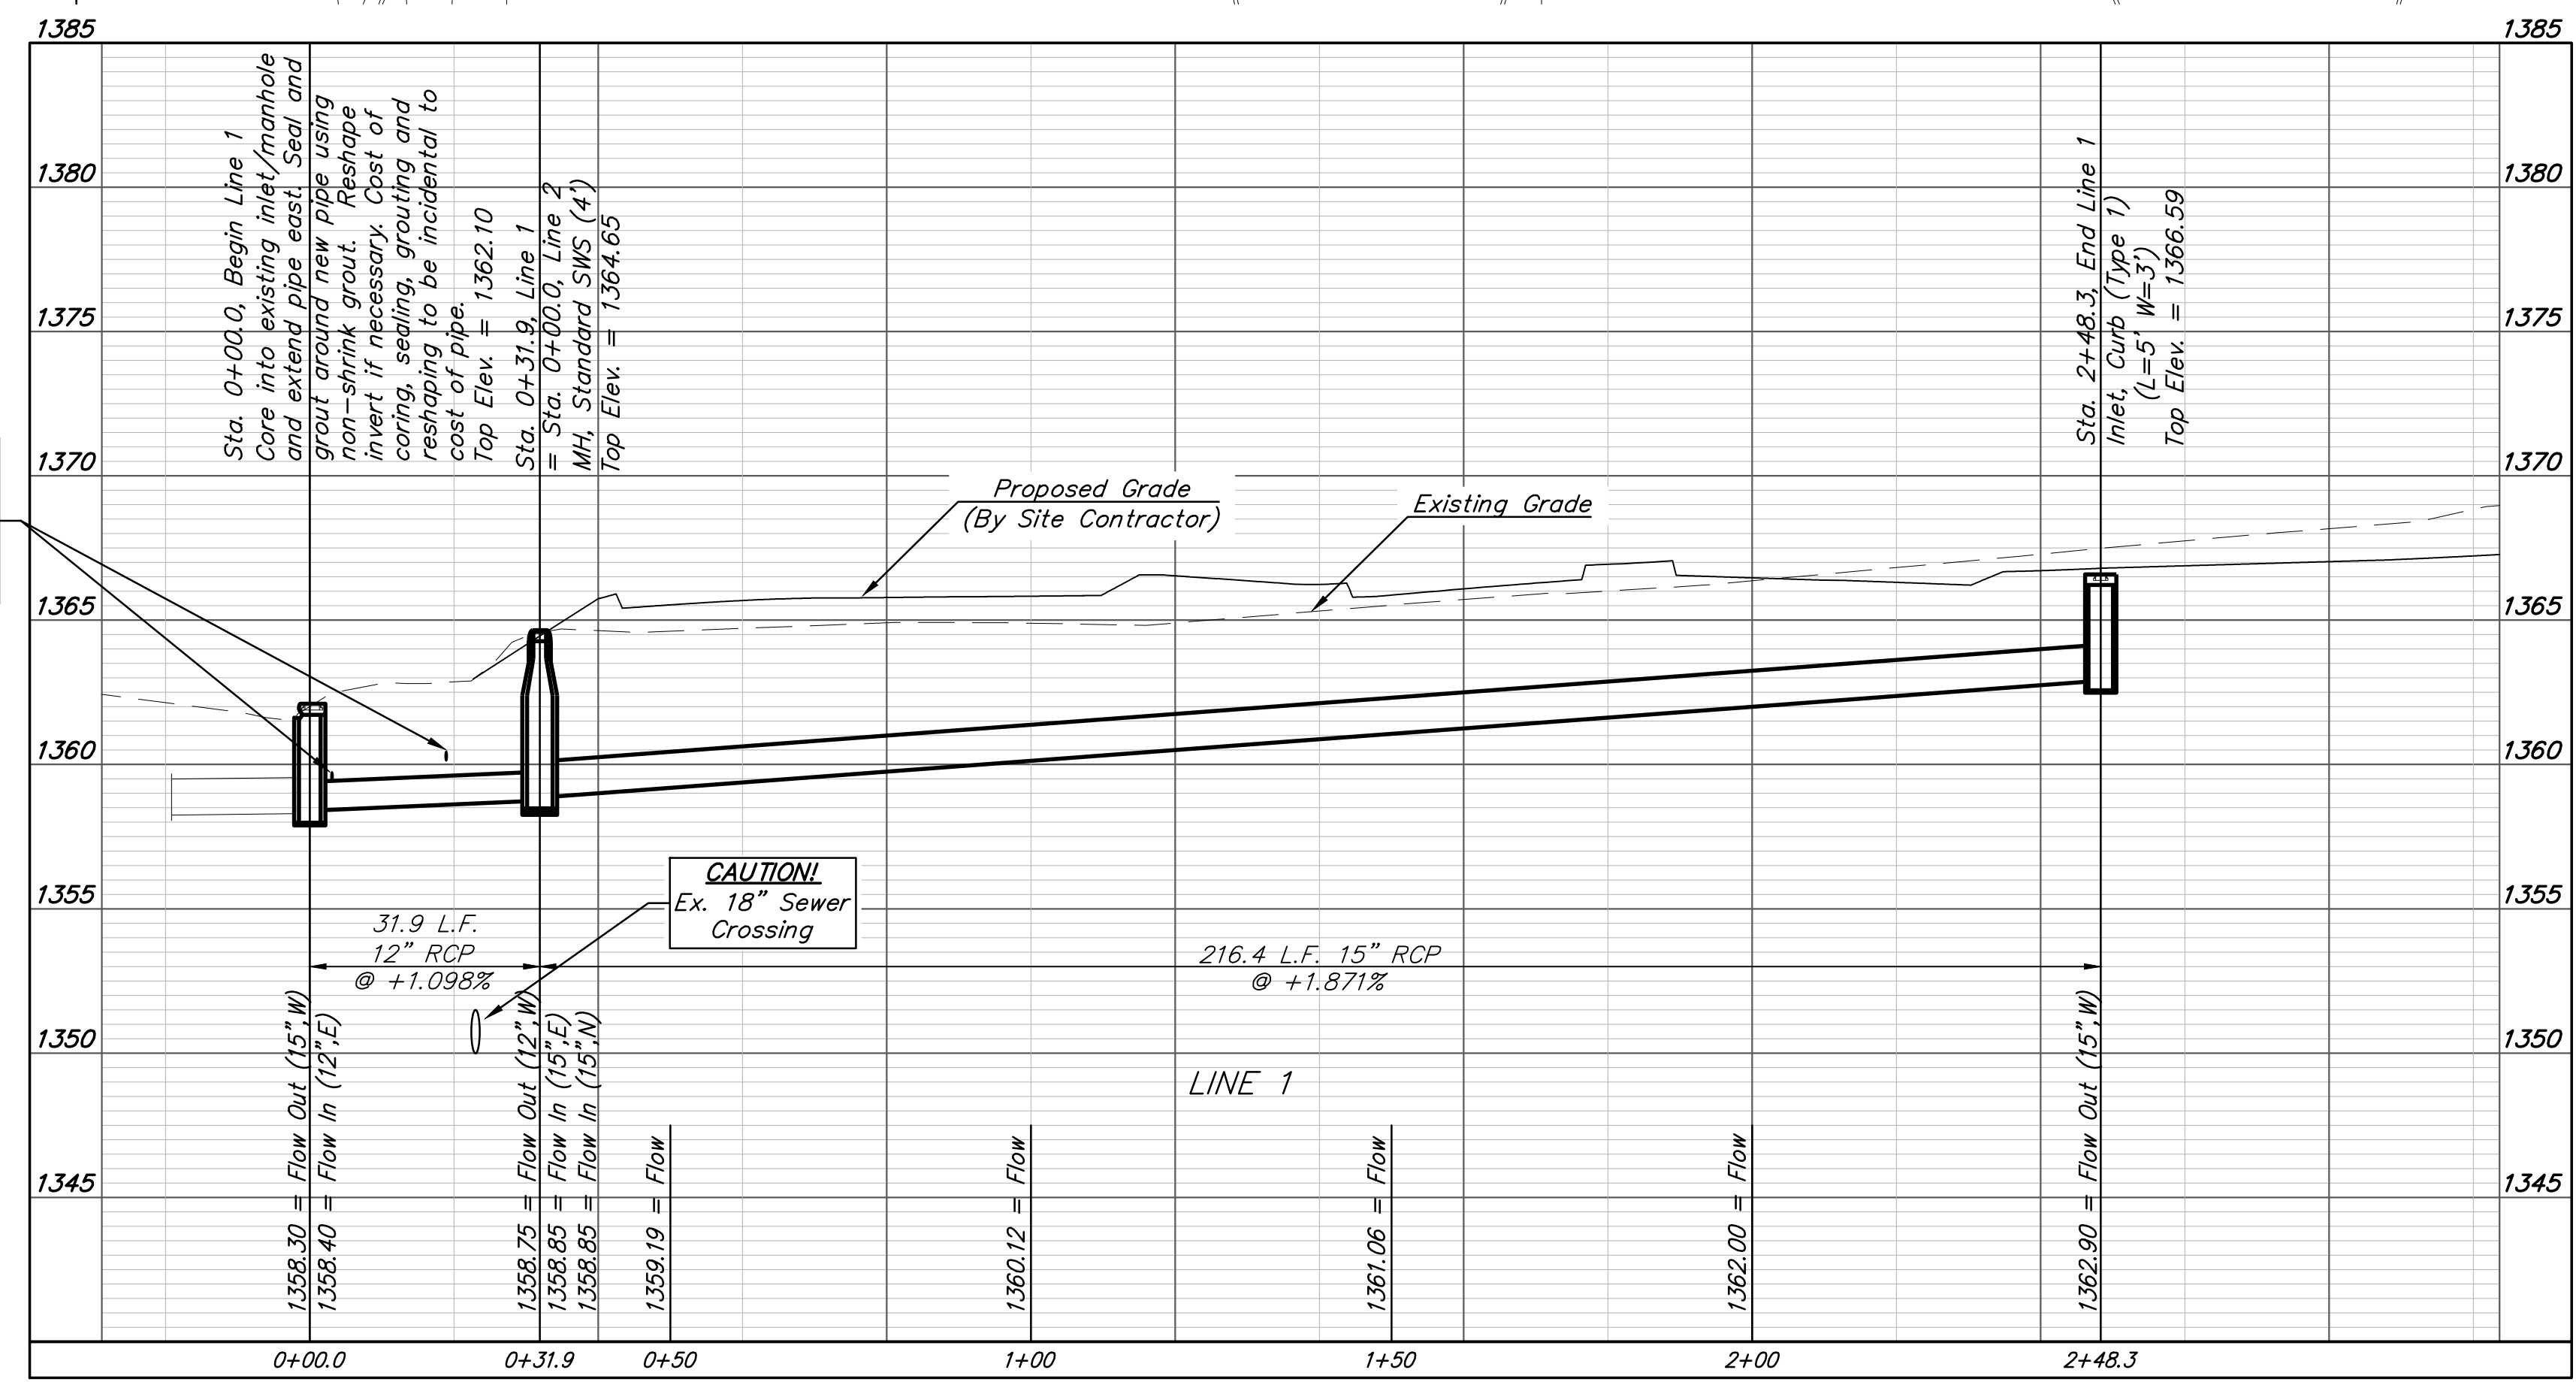 1385
1385
1380
1380
1375
1375
1370
1370
1365
1365
1360
1360
1355
1355
1350
1350
1345
1345
Sta. 0+00.0, Begin Line 1
Core into existing inlet/manhole
and extend pipe east. Seal and
grout around new pipe using
non-shrink grout. Reshape
invert if necessary. Cost of
coring, sealing, grouting and
reshaping to be incidental to
cost of pipe.
Top Elev. = 1362.10
Sta. 0+31.9, Line 1
= Sta. 0+00.0, Line 2
MH, Standard SWS (4')
Top Elev. = 1364.65
Sta. 2+48.3, End Line 1
Inlet, Curb (Type 1)
(L=5' W=3')
Top Elev. = 1366.59
Proposed Grade
(By Site Contractor)
Existing Grade
CAUTION!
Ex. 18" Sewer
Crossing
31.9 L.F.
12" RCP
@ +1.098%
216.4 L.F. 15" RCP
@ +1.871%
LINE 1
1358.30 = Flow Out (15",W)
1358.40 = Flow In (12",E)
1358.75 = Flow Out (12",W)
1358.85 = Flow In (15",E)
1358.85 = Flow In (15",N)
1359.19 = Flow
1360.12 = Flow
1361.06 = Flow
1362.00 = Flow
1362.90 = Flow Out (15",W)
0+00.0
0+31.9
0+50
1+00
1+50
2+00
2+48.3